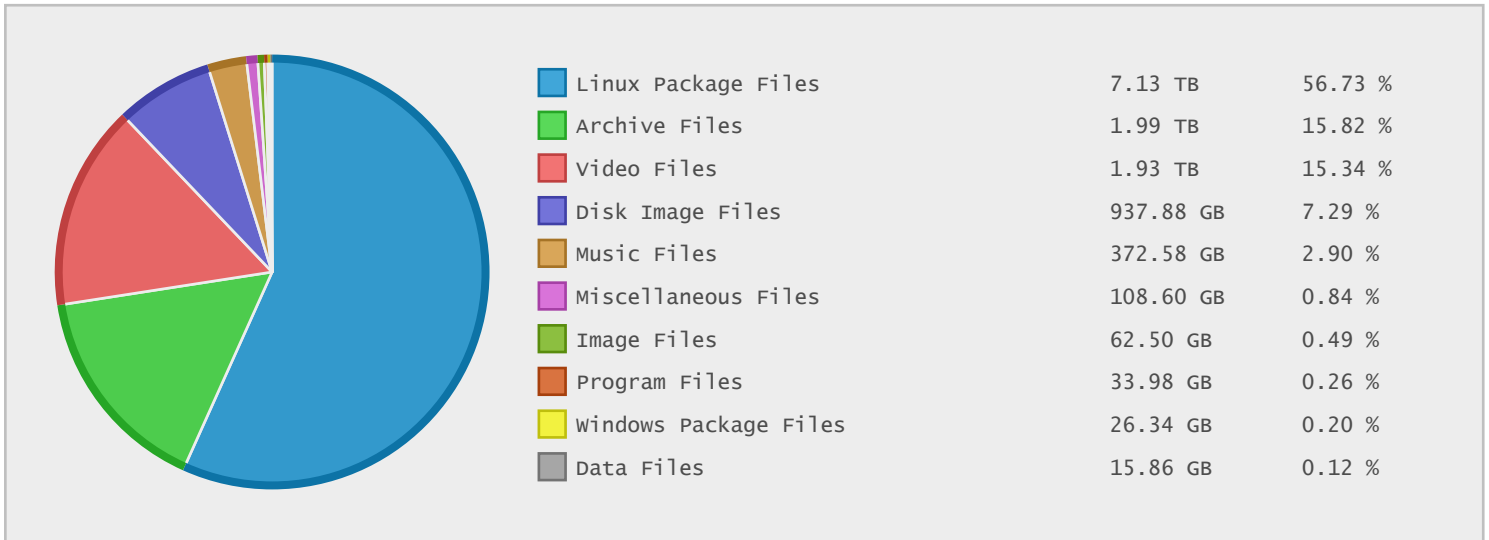 Linux Package Files 7.13 TB 56.73 %
Archive Files 1.99 TB 15.82 %
Video Files 1.93 TB 15.34 %
Disk Image Files 937.88 GB 7.29 %
Music Files 372.58 GB 2.90 %
Miscellaneous Files 108.60 GB 0.84 %
Image Files 62.50 GB 0.49 %
Program Files 33.98 GB 0.26 %
Windows Package Files 26.34 GB 0.20 %
Data Files 15.86 GB 0.12 %